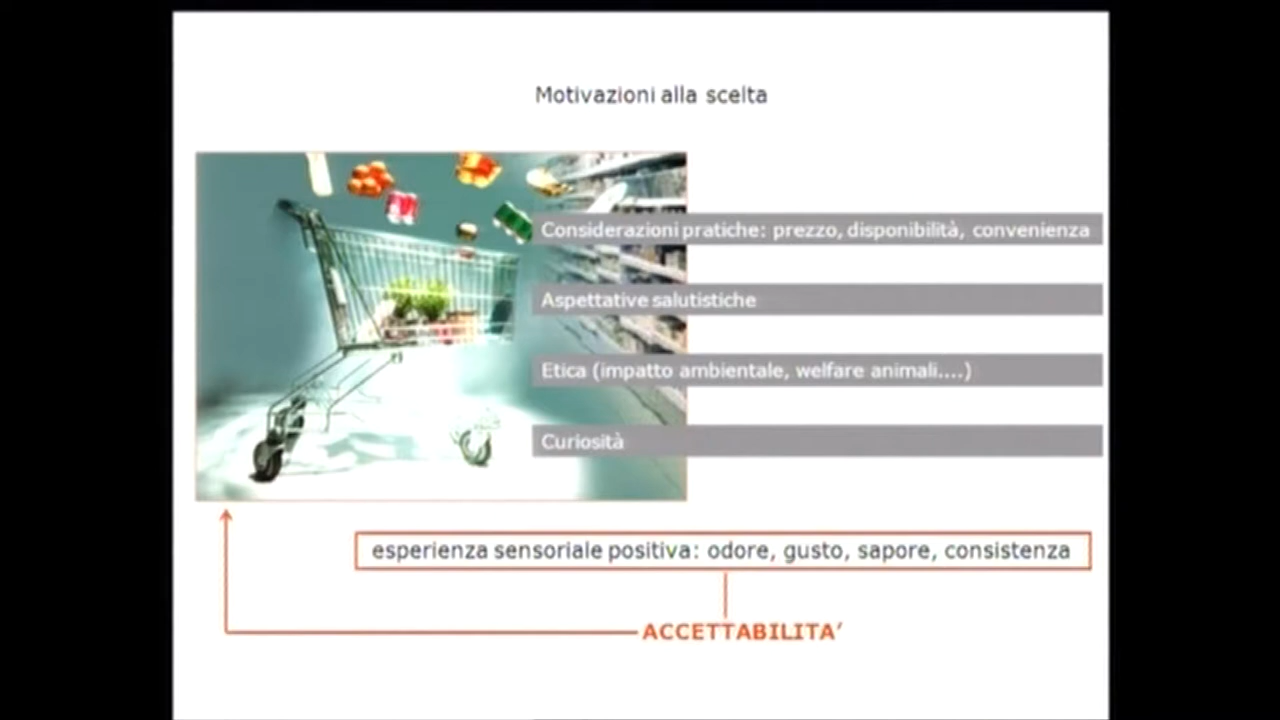 Motivazioni alla scelta
Considerazioni pratiche: prezzo, disponibilità, convenienza
Aspettative salutistiche
Etica (impatto ambientale, welfare animali....)
Curiosità
esperienza sensoriale positiva: odore, gusto, sapore, consistenza
ACCETTABILITA’